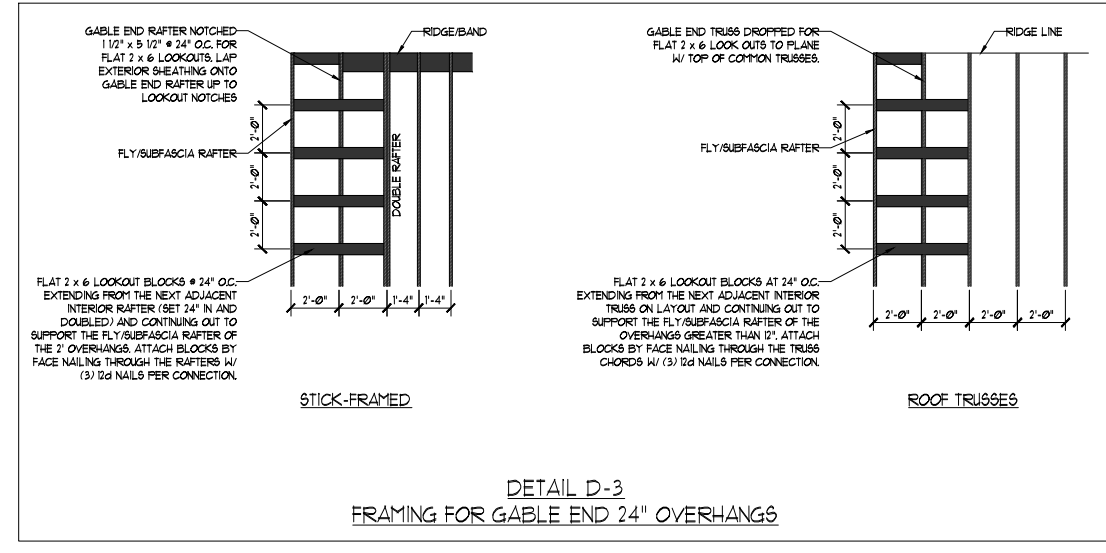 GABLE END RAFTER NOTCHED
1 1/2" x 5 1/2" @ 24" O.C. FOR
FLAT 2 x 6 LOOKOUTS. LAP
EXTERIOR SHEATHING ONTO
GABLE END RAFTER UP TO
LOOKOUT NOTCHES
RIDGE/BAND
2'-0"
2'-0"
2'-0"
FLY/SUBFASCIA RAFTER
DOUBLE RAFTER
FLAT 2 x 6 LOOKOUT BLOCKS @ 24" O.C.
EXTENDING FROM THE NEXT ADJACENT
INTERIOR RAFTER (SET 24" IN AND
DOUBLED) AND CONTINUING OUT TO
SUPPORT THE FLY/SUBFASCIA RAFTER OF
THE 2' OVERHANGS. ATTACH BLOCKS BY
FACE NAILING THROUGH THE RAFTERS W/
(3) 12d NAILS PER CONNECTION.
2'-0" 2'-0" 1'-4" 1'-4"
STICK-FRAMED
GABLE END TRUSS DROPPED FOR
FLAT 2 x 6 LOOK OUTS TO PLANE
W/ TOP OF COMMON TRUSSES.
RIDGE LINE
2'-0"
2'-0"
2'-0"
FLY/SUBFASCIA RAFTER
FLAT 2 x 6 LOOKOUT BLOCKS AT 24" O.C.
EXTENDING FROM THE NEXT ADJACENT INTERIOR
TRUSS ON LAYOUT AND CONTINUING OUT TO
SUPPORT THE FLY/SUBFASCIA RAFTER OF THE
OVERHANGS GREATER THAN 12". ATTACH
BLOCKS BY FACE NAILING THROUGH THE TRUSS
CHORDS W/ (3) 12d NAILS PER CONNECTION.
2'-0" 2'-0" 2'-0" 2'-0"
ROOF TRUSSES
DETAIL D-3
FRAMING FOR GABLE END 24" OVERHANGS